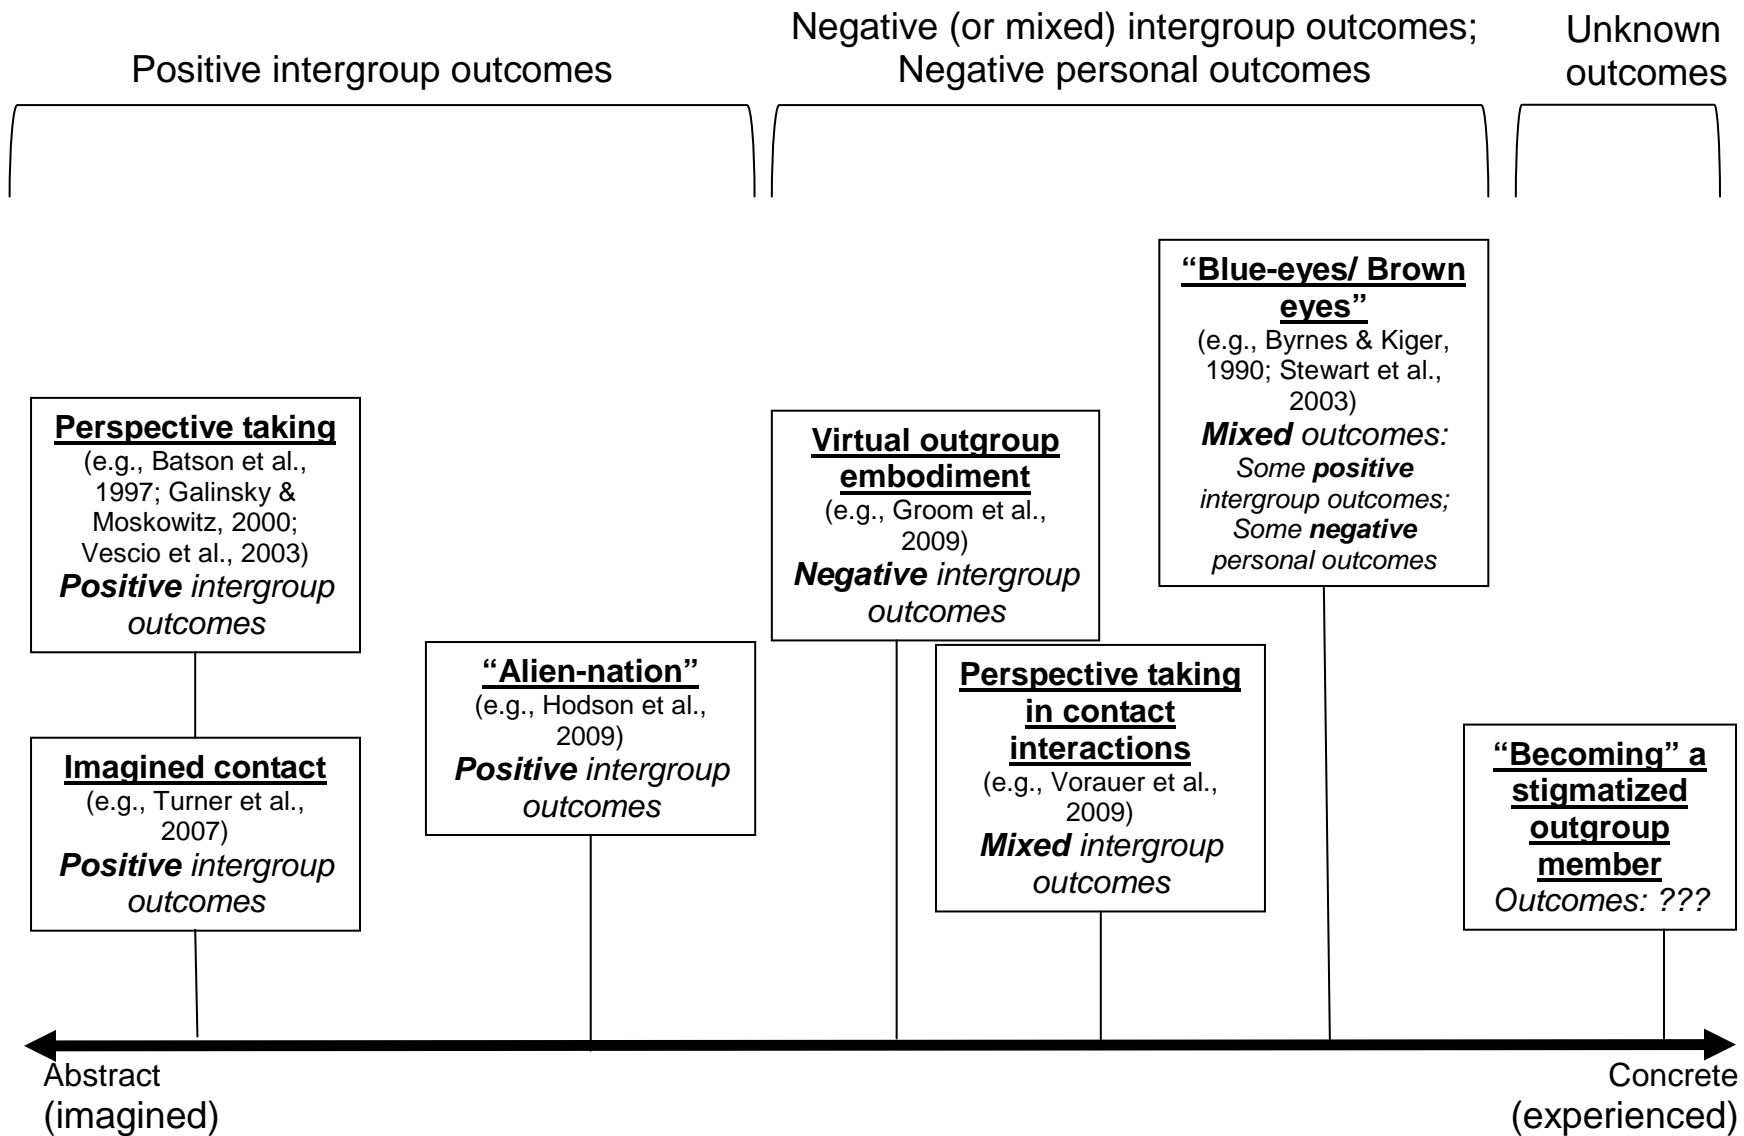 Positive intergroup outcomes
Negative (or mixed) intergroup outcomes;
Negative personal outcomes
Unknown
outcomes
Perspective taking
(e.g., Batson et al.,
1997; Galinsky &
Moskowitz, 2000;
Vescio et al., 2003)
Positive intergroup
outcomes
Imagined contact
(e.g., Turner et al.,
2007)
Positive intergroup
outcomes
“Alien-nation”
(e.g., Hodson et al.,
2009)
Positive intergroup
outcomes
Virtual outgroup
embodiment
(e.g., Groom et al.,
2009)
Negative intergroup
outcomes
Perspective taking
in contact
interactions
(e.g., Vorauer et al.,
2009)
Mixed intergroup
outcomes
“Blue-eyes/ Brown
eyes”
(e.g., Byrnes & Kiger,
1990; Stewart et al.,
2003)
Mixed outcomes:
Some positive
intergroup outcomes;
Some negative
personal outcomes
“Becoming” a
stigmatized
outgroup
member
Outcomes: ???
Abstract
(imagined)
Concrete
(experienced)